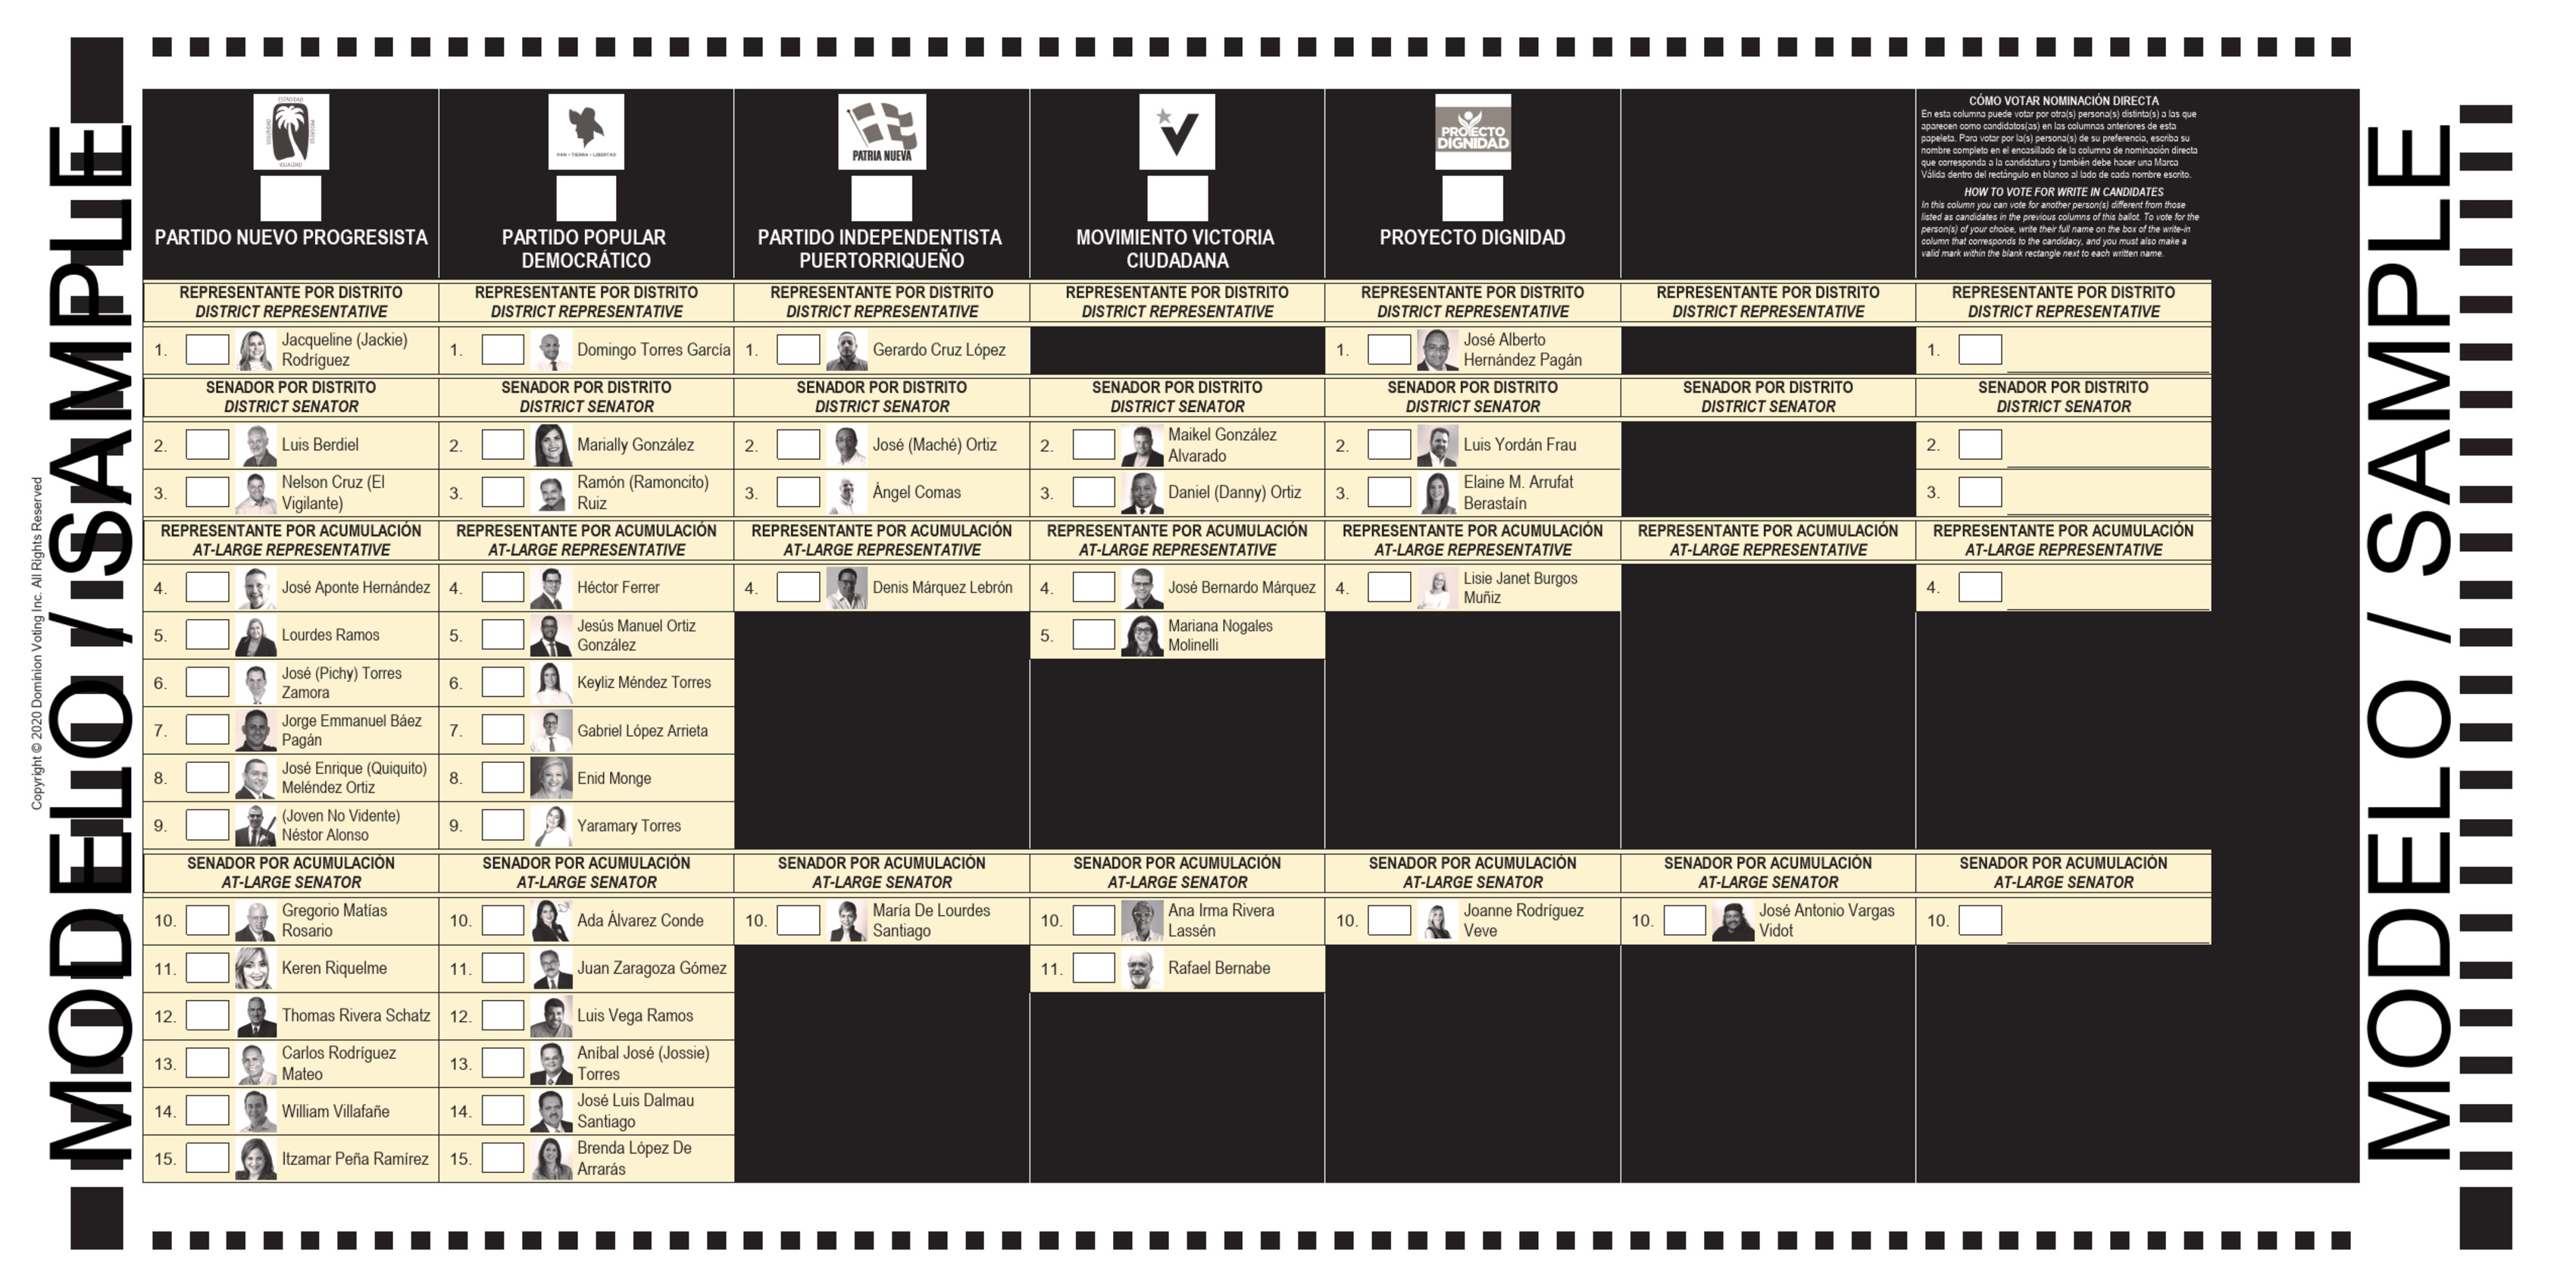 MODELO / SAMPLE
Copyright © 2020 Dominion Voting Inc. All Rights Reserved
ESTADIDAD
PROGRESO
IGUALDAD
PARTIDO NUEVO PROGRESISTA
PAN • TIERRA • LIBERTAD
PARTIDO POPULAR
DEMOCRÁTICO
PATRIA NUEVA
PARTIDO INDEPENDENTISTA
PUERTORRIQUEÑO
MOVIMIENTO VICTORIA
CIUDADANA
PROYECTO
DIGNIDAD
PROYECTO DIGNIDAD
CÓMO VOTAR NOMINACIÓN DIRECTA
En esta columna puede votar por otra(s) persona(s) distinta(s) a las que
aparecen como candidatos(as) en las columnas anteriores de esta
papeleta. Para votar por la(s) persona(s) de su preferencia, escriba su
nombre completo en el encasillado de la columna de nominación directa
que corresponda a la candidatura y también debe hacer una Marca
Válida dentro del rectángulo en blanco al lado de cada nombre escrito.
HOW TO VOTE FOR WRITE IN CANDIDATES
In this column you can vote for another person(s) different from those
listed as candidates in the previous columns of this ballot. To vote for the
person(s) of your choice, write their full name on the box of the write-in
column that corresponds to the candidacy, and you must also make a
valid mark within the blank rectangle next to each written name.
REPRESENTANTE POR DISTRITO
DISTRICT REPRESENTATIVE
REPRESENTANTE POR DISTRITO
DISTRICT REPRESENTATIVE
REPRESENTANTE POR DISTRITO
DISTRICT REPRESENTATIVE
REPRESENTANTE POR DISTRITO
DISTRICT REPRESENTATIVE
REPRESENTANTE POR DISTRITO
DISTRICT REPRESENTATIVE
REPRESENTANTE POR DISTRITO
DISTRICT REPRESENTATIVE
REPRESENTANTE POR DISTRITO
DISTRICT REPRESENTATIVE
1. Jacqueline (Jackie)
Rodríguez
1. Domingo Torres García
1. Gerardo Cruz López
1. José Alberto
Hernández Pagán
1.
SENADOR POR DISTRITO
DISTRICT SENATOR
SENADOR POR DISTRITO
DISTRICT SENATOR
SENADOR POR DISTRITO
DISTRICT SENATOR
SENADOR POR DISTRITO
DISTRICT SENATOR
SENADOR POR DISTRITO
DISTRICT SENATOR
SENADOR POR DISTRITO
DISTRICT SENATOR
SENADOR POR DISTRITO
DISTRICT SENATOR
2. Luis Berdiel
2. Marially González
2. José (Maché) Ortiz
2. Maikel González
Alvarado
2. Luis Yordán Frau
2.
3. Nelson Cruz (El
Vigilante)
3. Ramón (Ramoncito)
Ruiz
3. Ángel Comas
3. Daniel (Danny) Ortiz
3. Elaine M. Arrufat
Berastaín
3.
REPRESENTANTE POR ACUMULACIÓN
AT-LARGE REPRESENTATIVE
REPRESENTANTE POR ACUMULACIÓN
AT-LARGE REPRESENTATIVE
REPRESENTANTE POR ACUMULACIÓN
AT-LARGE REPRESENTATIVE
REPRESENTANTE POR ACUMULACIÓN
AT-LARGE REPRESENTATIVE
REPRESENTANTE POR ACUMULACIÓN
AT-LARGE REPRESENTATIVE
REPRESENTANTE POR ACUMULACIÓN
AT-LARGE REPRESENTATIVE
REPRESENTANTE POR ACUMULACIÓN
AT-LARGE REPRESENTATIVE
4. José Aponte Hernández
4. Héctor Ferrer
4. Denis Márquez Lebrón
4. José Bernardo Márquez
4. Lisie Janet Burgos
Muñiz
4.
5. Lourdes Ramos
5. Jesús Manuel Ortiz
González
5. Mariana Nogales
Molinelli
6. José (Pichy) Torres
Zamora
6. Keyliz Méndez Torres
7. Jorge Emmanuel Báez
Pagán
7. Gabriel López Arrieta
8. José Enrique (Quiquito)
Meléndez Ortiz
8. Enid Monge
9. (Joven No Vidente)
Néstor Alonso
9. Yaramary Torres
SENADOR POR ACUMULACIÓN
AT-LARGE SENATOR
SENADOR POR ACUMULACIÓN
AT-LARGE SENATOR
SENADOR POR ACUMULACIÓN
AT-LARGE SENATOR
SENADOR POR ACUMULACIÓN
AT-LARGE SENATOR
SENADOR POR ACUMULACIÓN
AT-LARGE SENATOR
SENADOR POR ACUMULACIÓN
AT-LARGE SENATOR
SENADOR POR ACUMULACIÓN
AT-LARGE SENATOR
10. Gregorio Matías
Rosario
10. Ada Álvarez Conde
10. María De Lourdes
Santiago
10. Ana Irma Rivera
Lassén
10. Joanne Rodríguez
Veve
10. José Antonio Vargas
Vidot
10.
11. Keren Riquelme
11. Juan Zaragoza Gómez
11. Rafael Bernabe
12. Thomas Rivera Schatz
12. Luis Vega Ramos
13. Carlos Rodríguez
Mateo
13. Aníbal José (Jossie)
Torres
14. William Villafañe
14. José Luis Dalmau
Santiago
15. Itzamar Peña Ramírez
15. Brenda López De
Arrarás
MODELO / SAMPLE